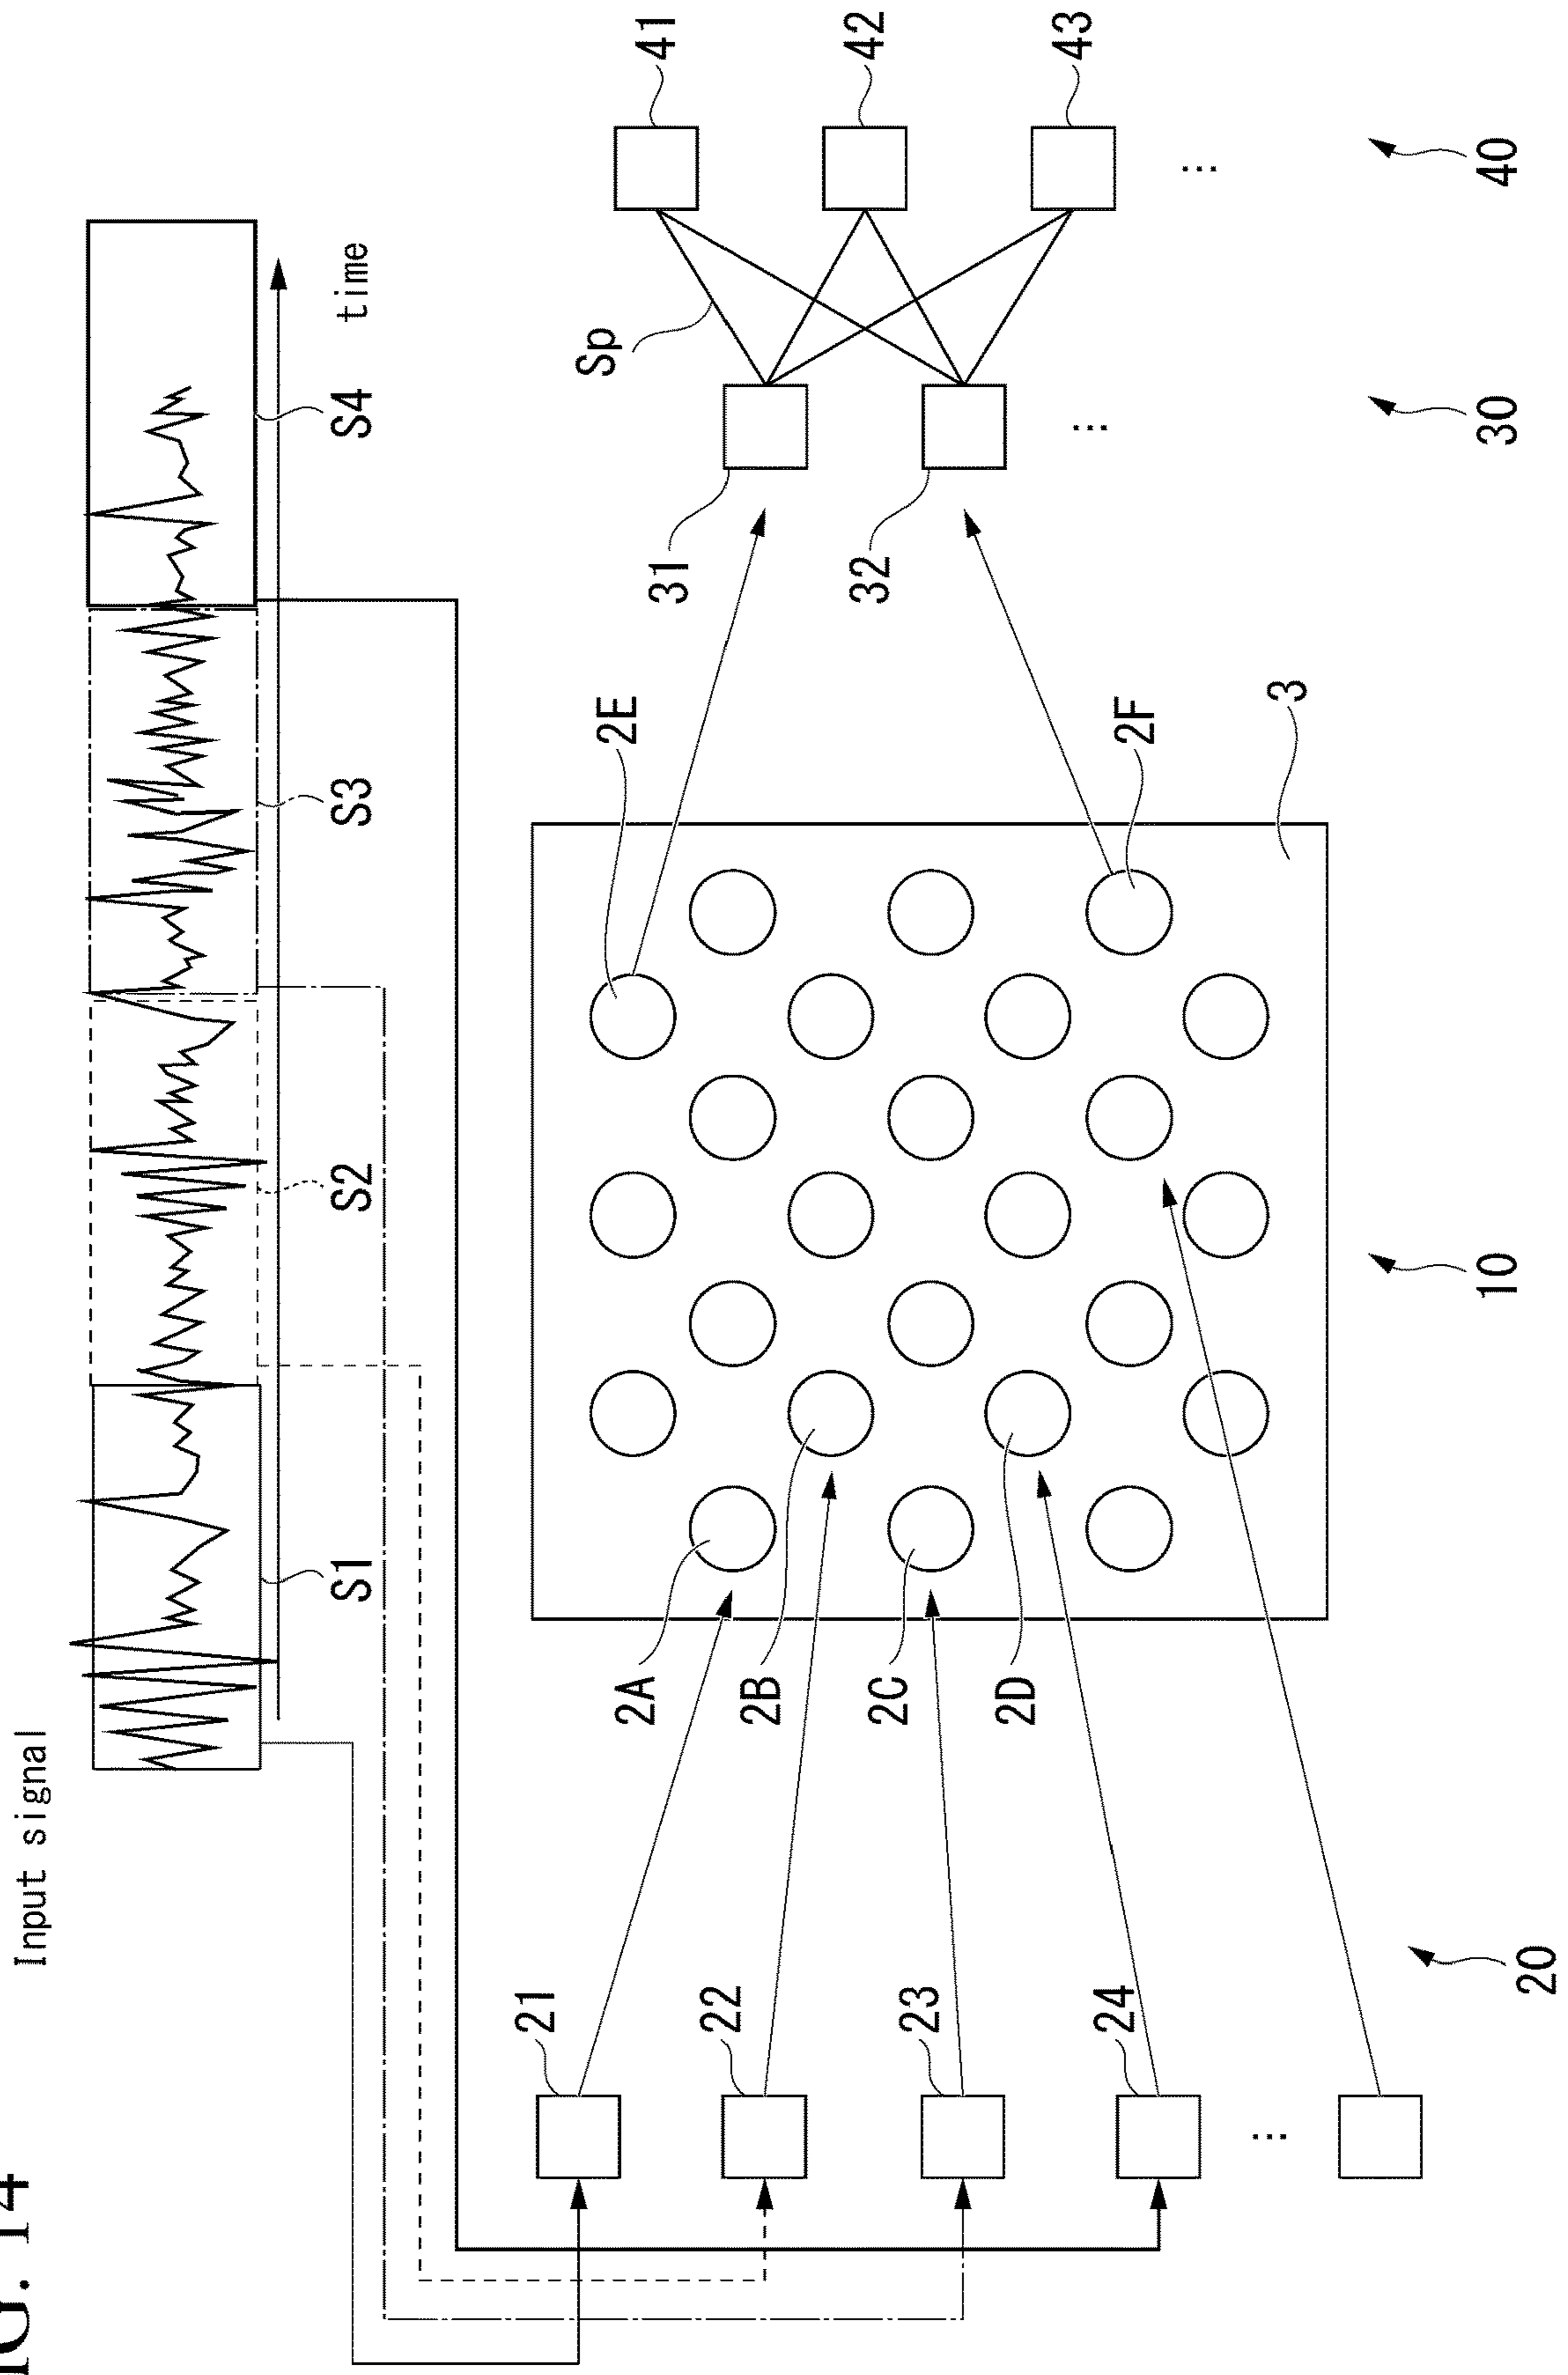 FIG. 14
Input signal
S1
S2
S3
S4
time
21
22
23
24
20
2A
2B
2C
2D
2E
2F
3
10
31
32
30
Sp
41
42
43
40